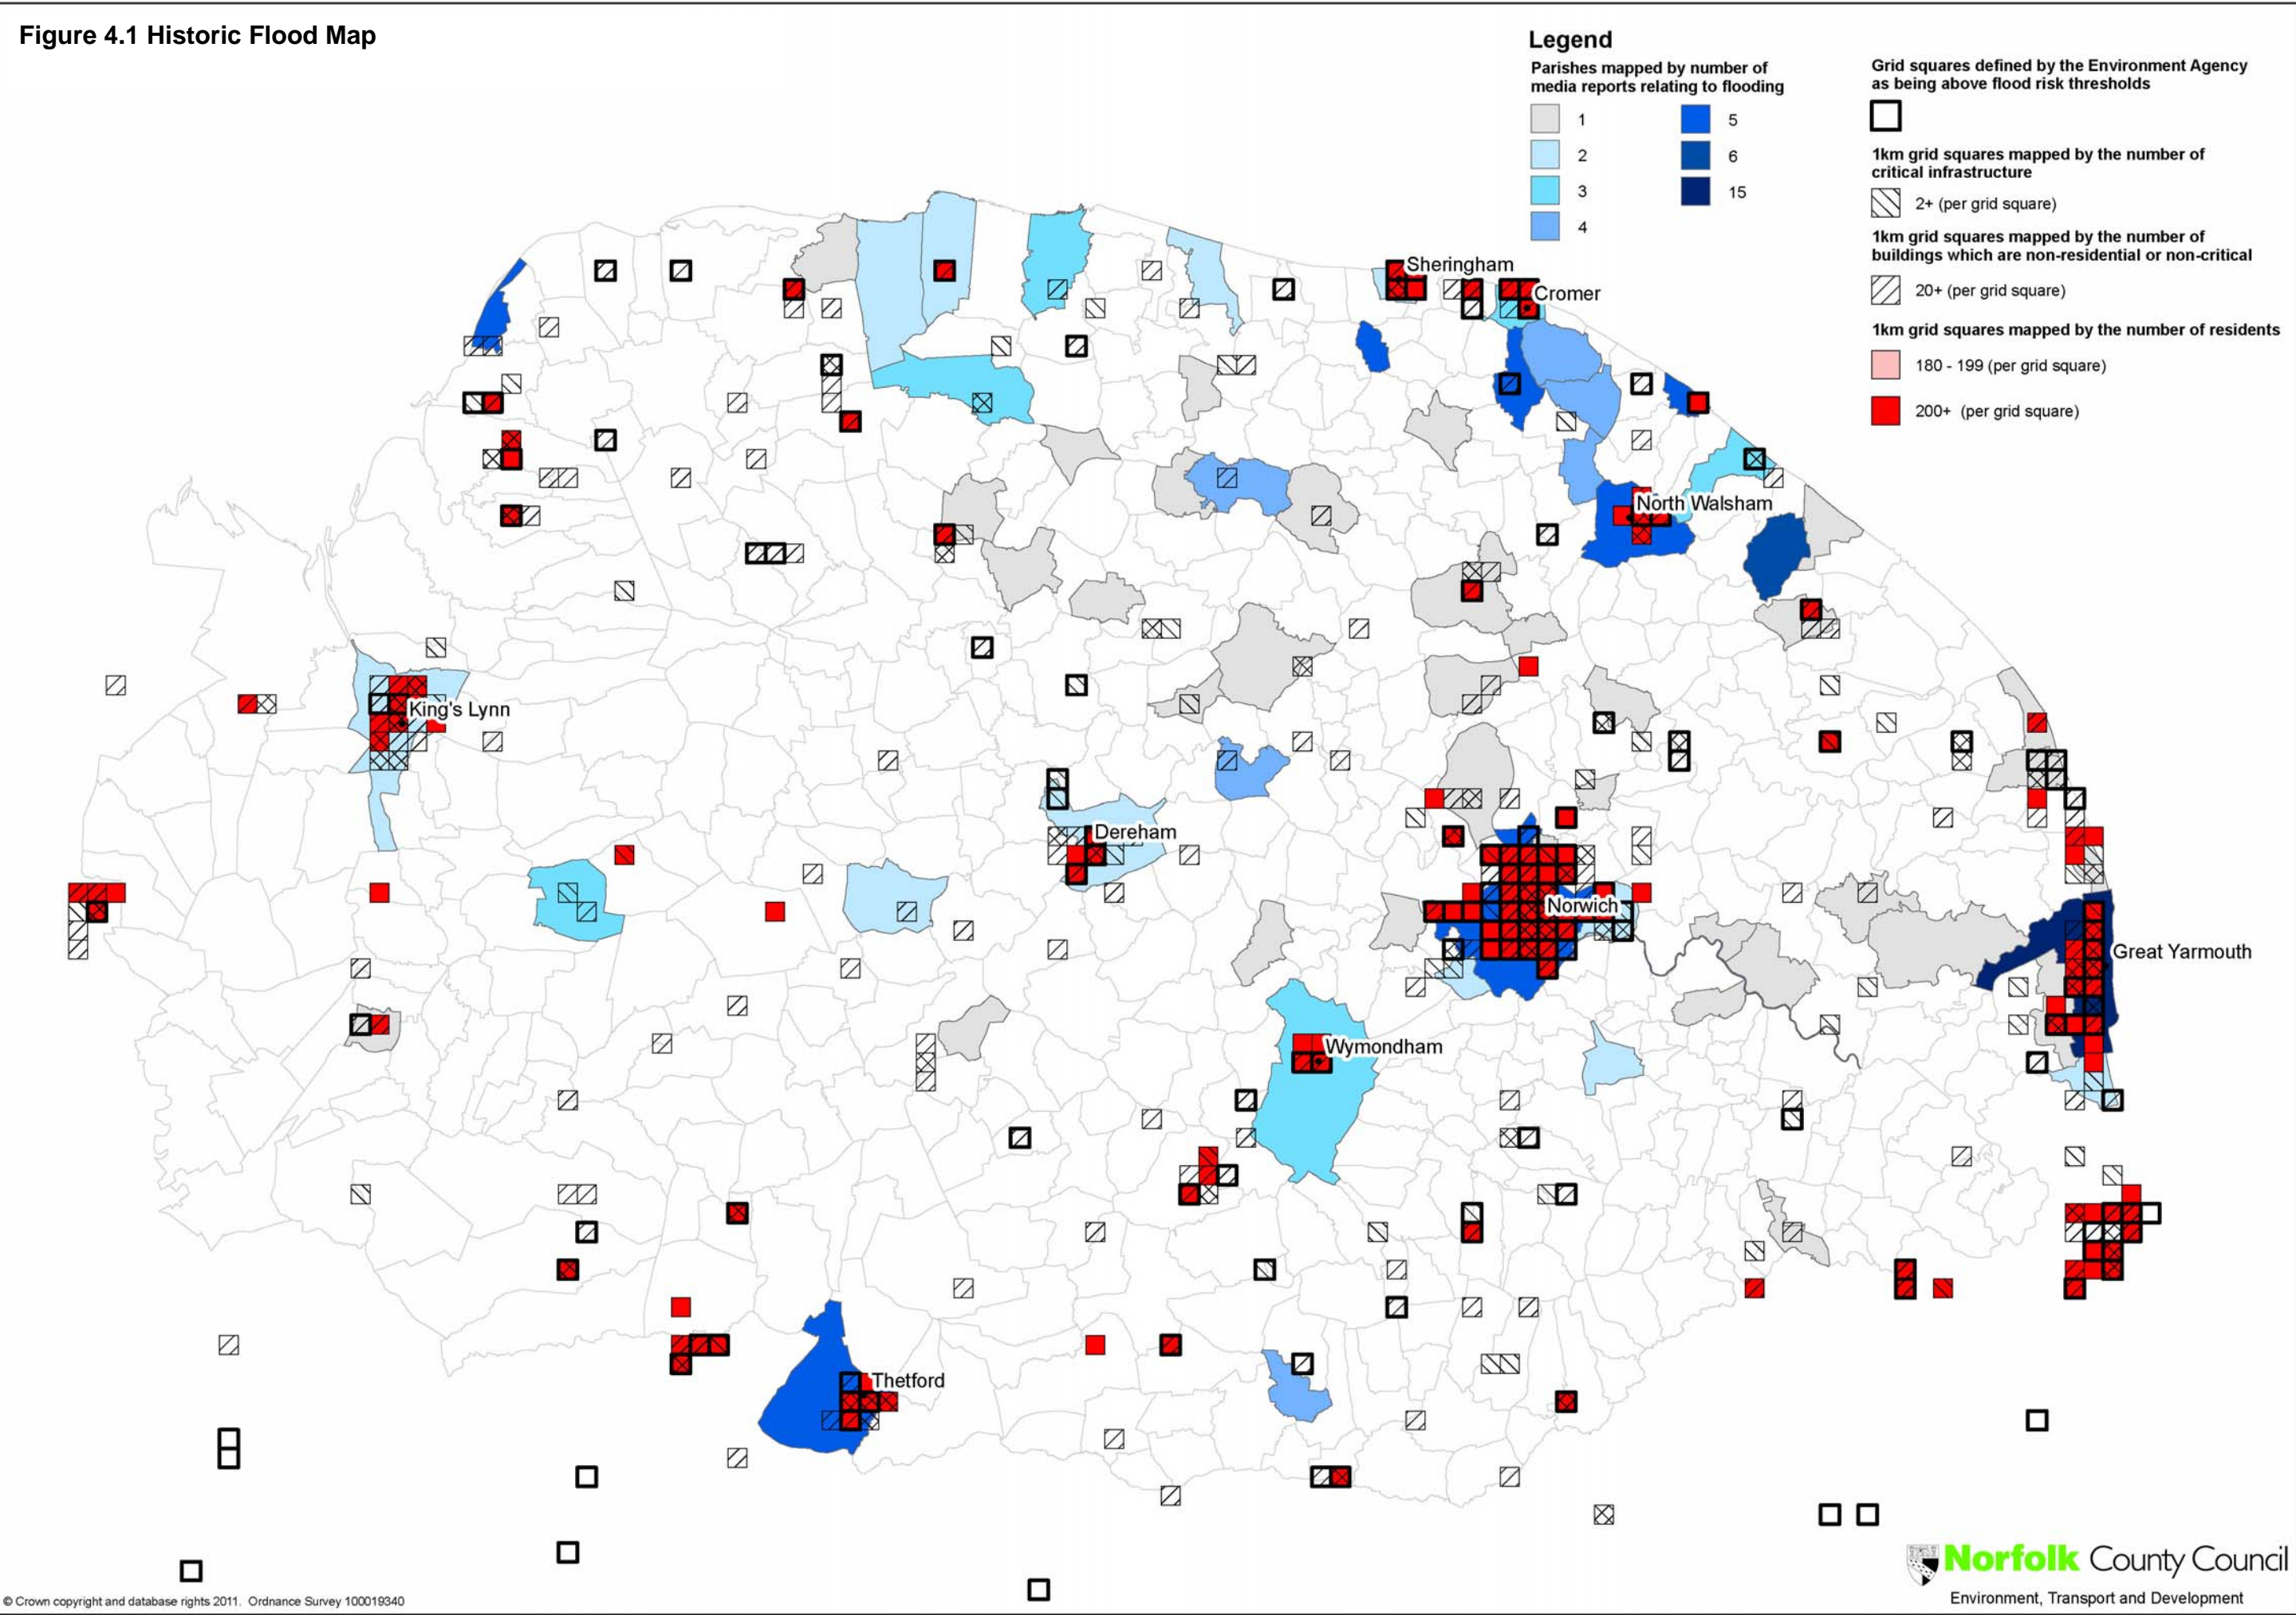 Figure 4.1 Historic Flood Map
Legend
Parishes mapped by number of
media reports relating to flooding
1
2
3
4
5
6
15
Grid squares defined by the Environment Agency
as being above flood risk thresholds
1km grid squares mapped by the number of
critical infrastructure
2+ (per grid square)
1km grid squares mapped by the number of
buildings which are non-residential or non-critical
20+ (per grid square)
1km grid squares mapped by the number of residents
180 - 199 (per grid square)
200+ (per grid square)
Sheringham
Cromer
North Walsham
King's Lynn
Dereham
Norwich
Great Yarmouth
Wymondham
Thetford
Norfolk County Council
Environment, Transport and Development
© Crown copyright and database rights 2011. Ordnance Survey 100019340